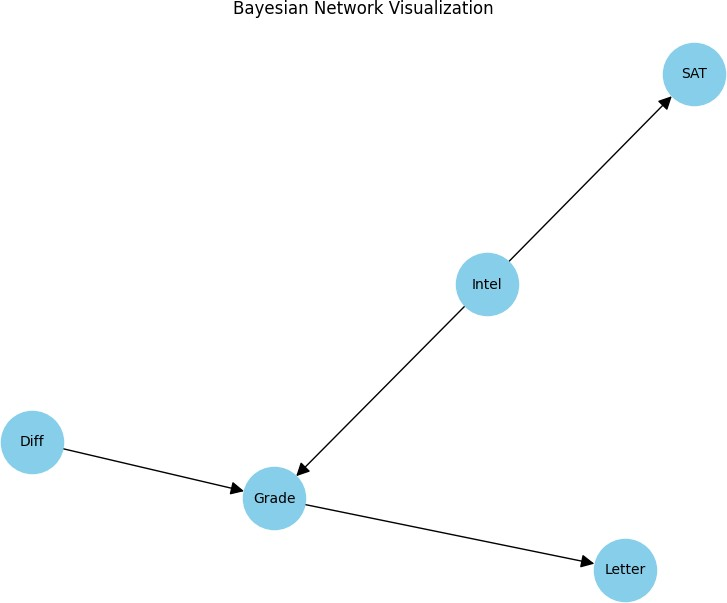 Bayesian Network Visualization
SAT
Intel
Diff
Grade
Letter